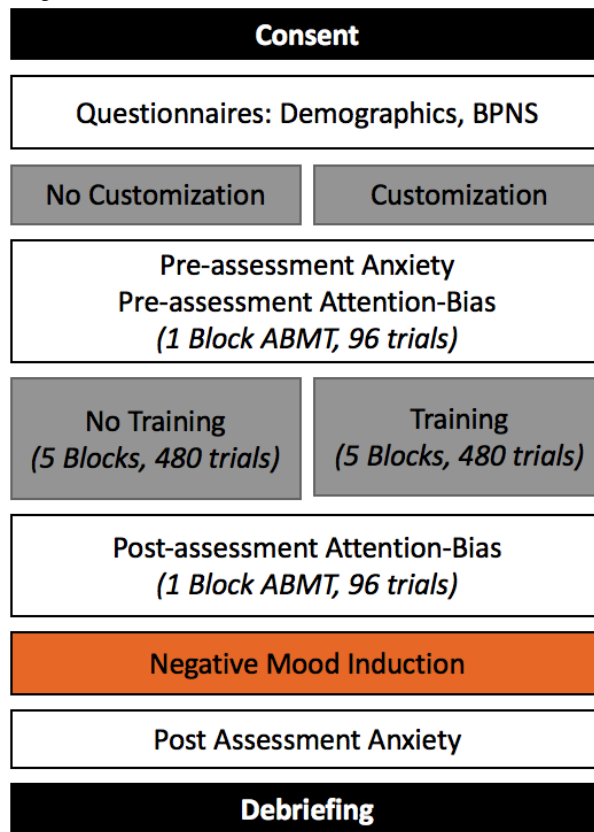 Consent
Questionnaires: Demographics, BPNS
No Customization
Customization
Pre-assessment Anxiety
Pre-assessment Attention-Bias
(1 Block ABMT, 96 trials)
No Training
(5 Blocks, 480 trials)
Training
(5 Blocks, 480 trials)
Post-assessment Attention-Bias
(1 Block ABMT, 96 trials)
Negative Mood Induction
Post Assessment Anxiety
Debriefing